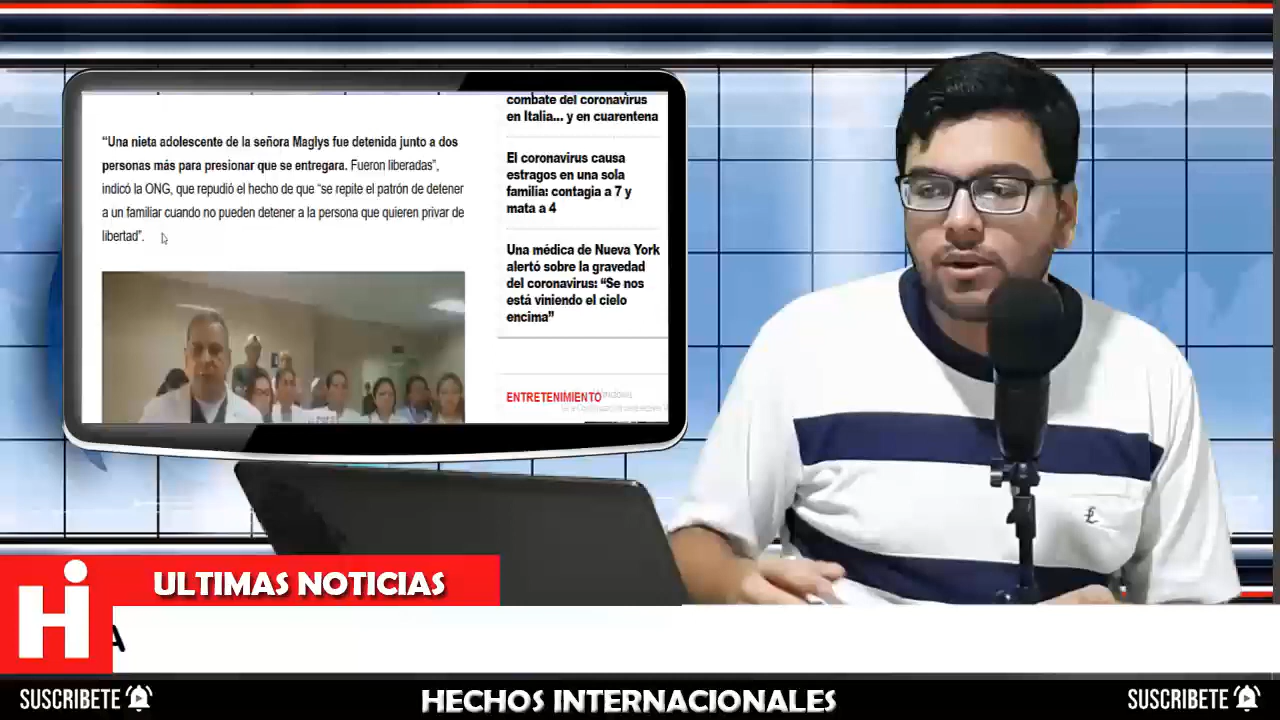 “Una nieta adolescente de la señora Maglys fue detenida junto a dos
personas más para presionar que se entregara. Fueron liberadas”,
indicó la ONG, que repudió el hecho de que “se repite el patrón de detener
a un familiar cuando no pueden detener a la persona que quieren privar de
libertad”.
combate del coronavirus
en Italia... y en cuarentena
El coronavirus causa
estragos en una sola
familia: contagia a 7 y
mata a 4
Una médica de Nueva York
alertó sobre la gravedad
del coronavirus: “Se nos
está viniendo el cielo
encima”
ENTRETENIMIENTO
£
Hi
ULTIMAS NOTICIAS
A
SUSCRIBETE
HECHOS INTERNACIONALES
SUSCRIBETE